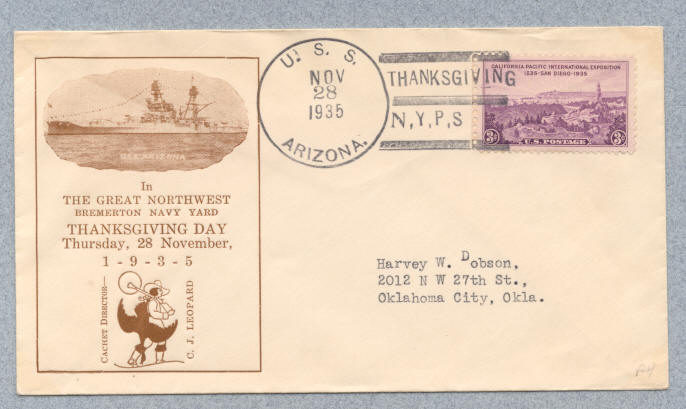 U. S. S.
NOV
28
1935
ARIZONA.
THANKSGIVING
N,Y,P,S
CALIFORNIA PACIFIC INTERNATIONAL EXPOSITION
1535-SAN DIEGO-1935
3¢ 3¢
U.S. POSTAGE
U.S.S. ARIZONA
In
THE GREAT NORTHWEST
BREMERTON NAVY YARD
THANKSGIVING DAY
Thursday, 28 November,
1 - 9 - 3 - 5
CACHET DIRECTOR—
C. J. LEOPARD
Harvey W. Dobson,
2012 N W 27th St.,
Oklahoma City, Okla.